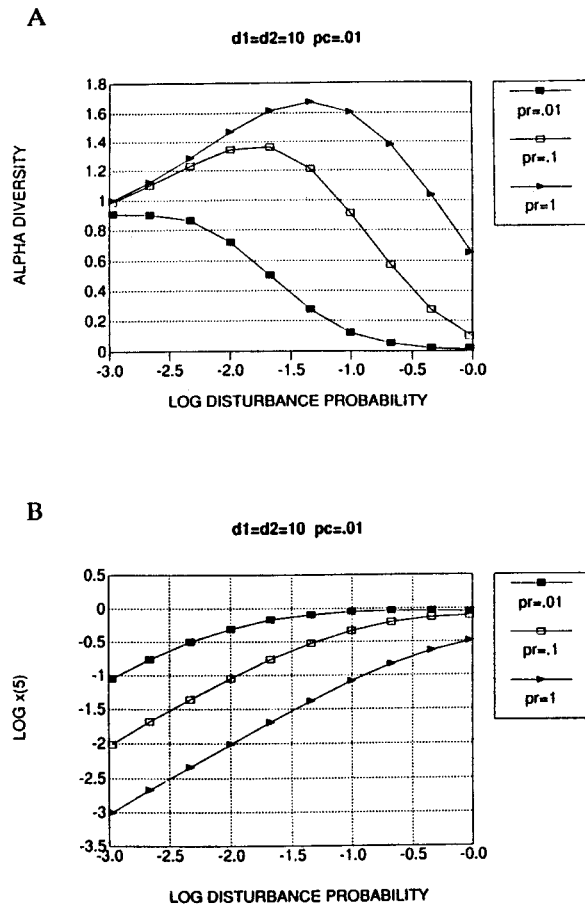 A
d1=d2=10 pc=.01
ALPHA DIVERSITY
1.8
1.6
1.4
1.2
1
0.8
0.6
0.4
0.2
0
-3.0 -2.5 -2.0 -1.5 -1.0 -0.5 -0.0
LOG DISTURBANCE PROBABILITY
pr=.01
pr=.1
pr=1
B
d1=d2=10 pc=.01
LOG x(5)
0.5
0
-0.5
-1
-1.5
-2
-2.5
-3
-3.5
-3.0 -2.5 -2.0 -1.5 -1.0 -0.5 -0.0
LOG DISTURBANCE PROBABILITY
pr=.01
pr=.1
pr=1